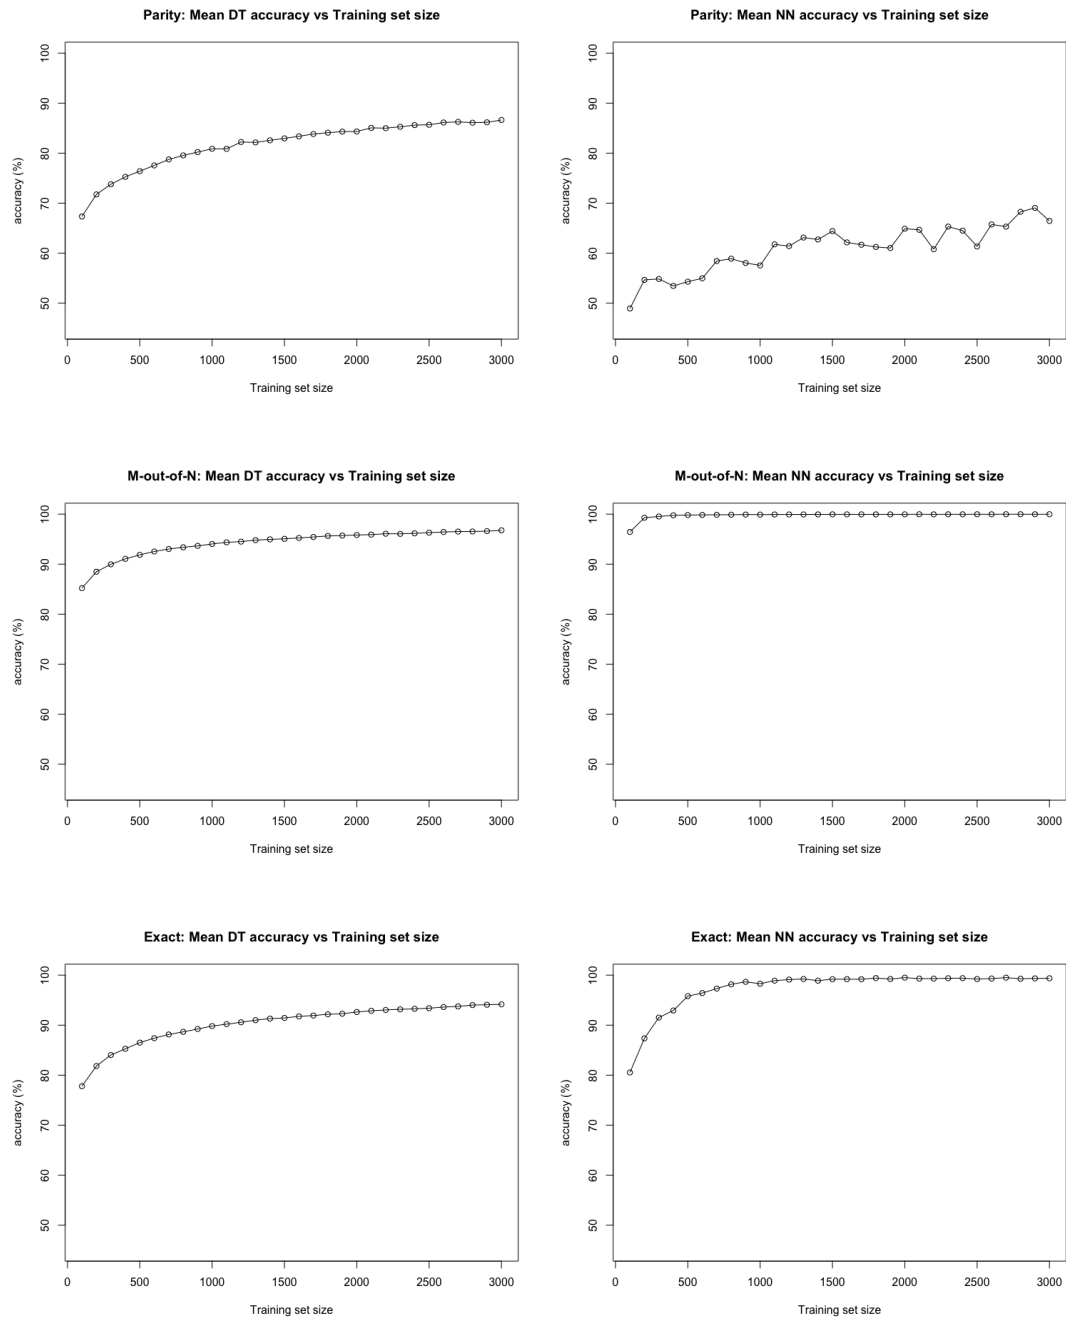 Parity: Mean DT accuracy vs Training set size
100
90
80
70
60
50
accuracy (%)
0 500 1000 1500 2000 2500 3000
Training set size
Parity: Mean NN accuracy vs Training set size
100
90
80
70
60
50
accuracy (%)
0 500 1000 1500 2000 2500 3000
Training set size
M-out-of-N: Mean DT accuracy vs Training set size
100
90
80
70
60
50
accuracy (%)
0 500 1000 1500 2000 2500 3000
Training set size
M-out-of-N: Mean NN accuracy vs Training set size
100
90
80
70
60
50
accuracy (%)
0 500 1000 1500 2000 2500 3000
Training set size
Exact: Mean DT accuracy vs Training set size
100
90
80
70
60
50
accuracy (%)
0 500 1000 1500 2000 2500 3000
Training set size
Exact: Mean NN accuracy vs Training set size
100
90
80
70
60
50
accuracy (%)
0 500 1000 1500 2000 2500 3000
Training set size